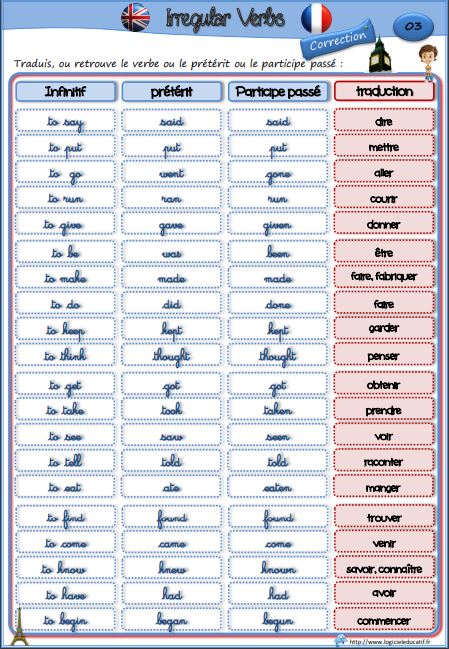 Irregular Verbs
Correction
03
Traduis, ou retrouve le verbe ou le prétérit ou le participe passé :
Infinitif prétérit Participe passé traduction
to say said said dire
to put put put mettre
to go went gone aller
to run ran run courir
to give gave given donner
to be was been être
to make made made faire, fabriquer
to do did done faire
to keep kept kept garder
to think thought thought penser
to get got got obtenir
to take took taken prendre
to see saw seen voir
to tell told told raconter
to eat ate eaten manger
to find found found trouver
to come came come venir
to know knew known savoir, connaître
to have had had avoir
to begin began begun commencer
http://www.logicieleducatif.fr